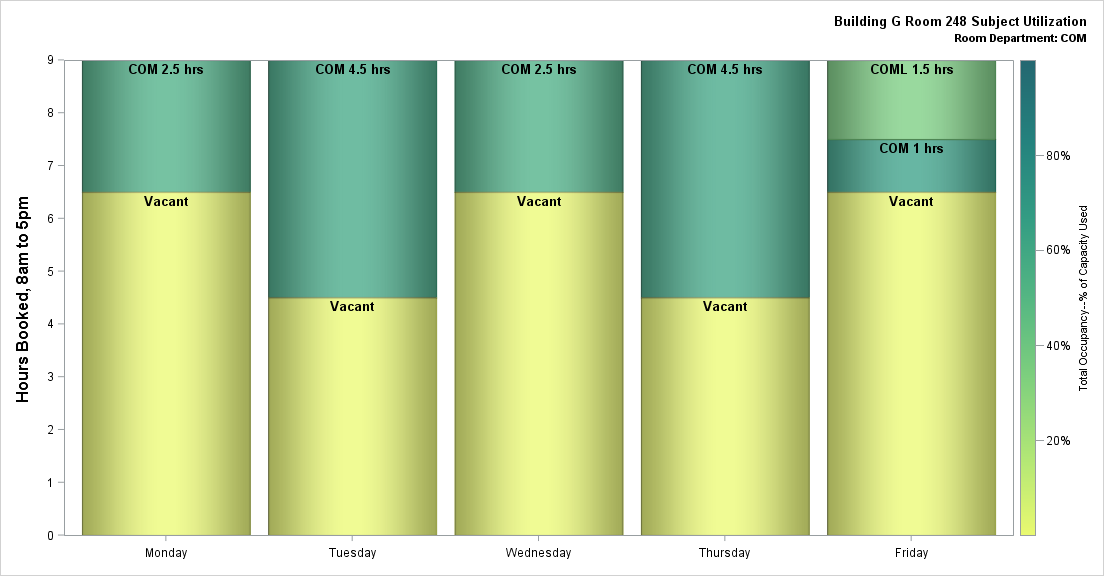 Building G Room 248 Subject Utilization
Room Department: COM
Hours Booked, 8am to 5pm
9
8
7
6
5
4
3
2
1
0
COM 2.5 hrs
Vacant
COM 4.5 hrs
Vacant
COM 2.5 hrs
Vacant
COM 4.5 hrs
Vacant
COML 1.5 hrs
COM 1 hrs
Vacant
Monday
Tuesday
Wednesday
Thursday
Friday
80%
60%
40%
20%
Total Occupancy--% of Capacity Used